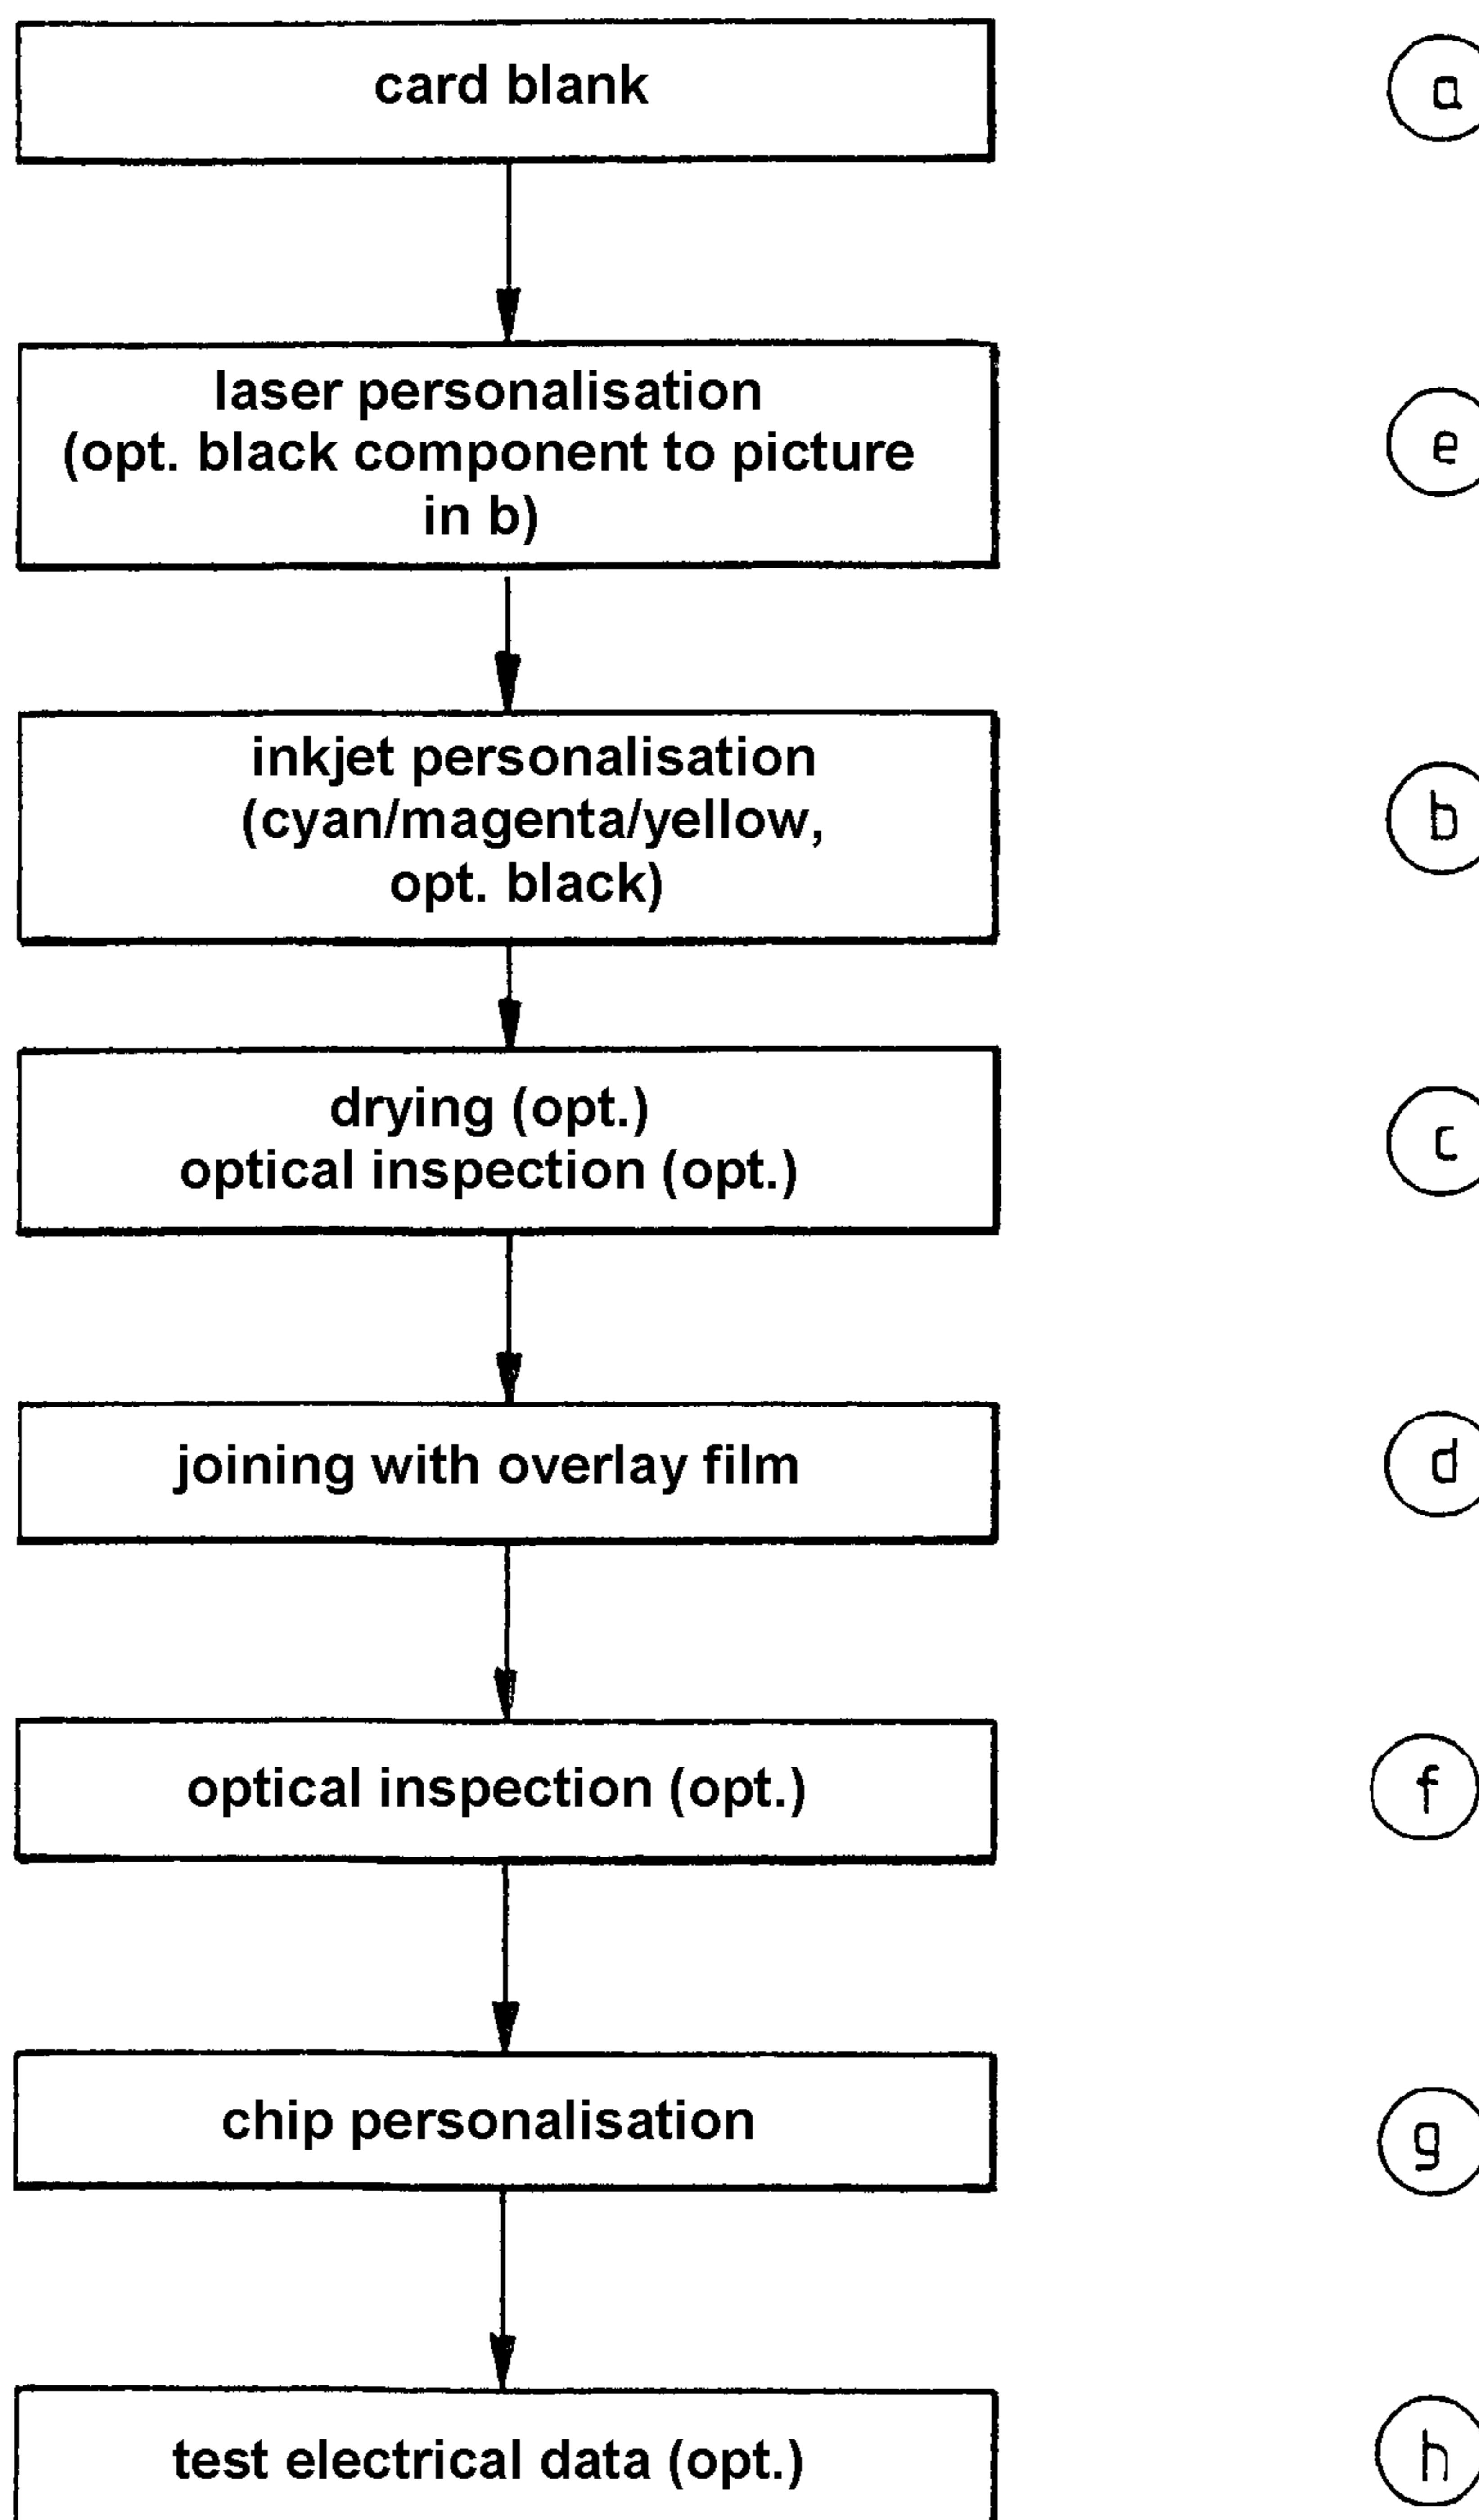 card blank
a
laser personalisation
(opt. black component to picture
in b)
e
inkjet personalisation
(cyan/magenta/yellow,
opt. black)
b
drying (opt.)
optical inspection (opt.)
c
joining with overlay film
d
optical inspection (opt.)
f
chip personalisation
g
test electrical data (opt.)
h